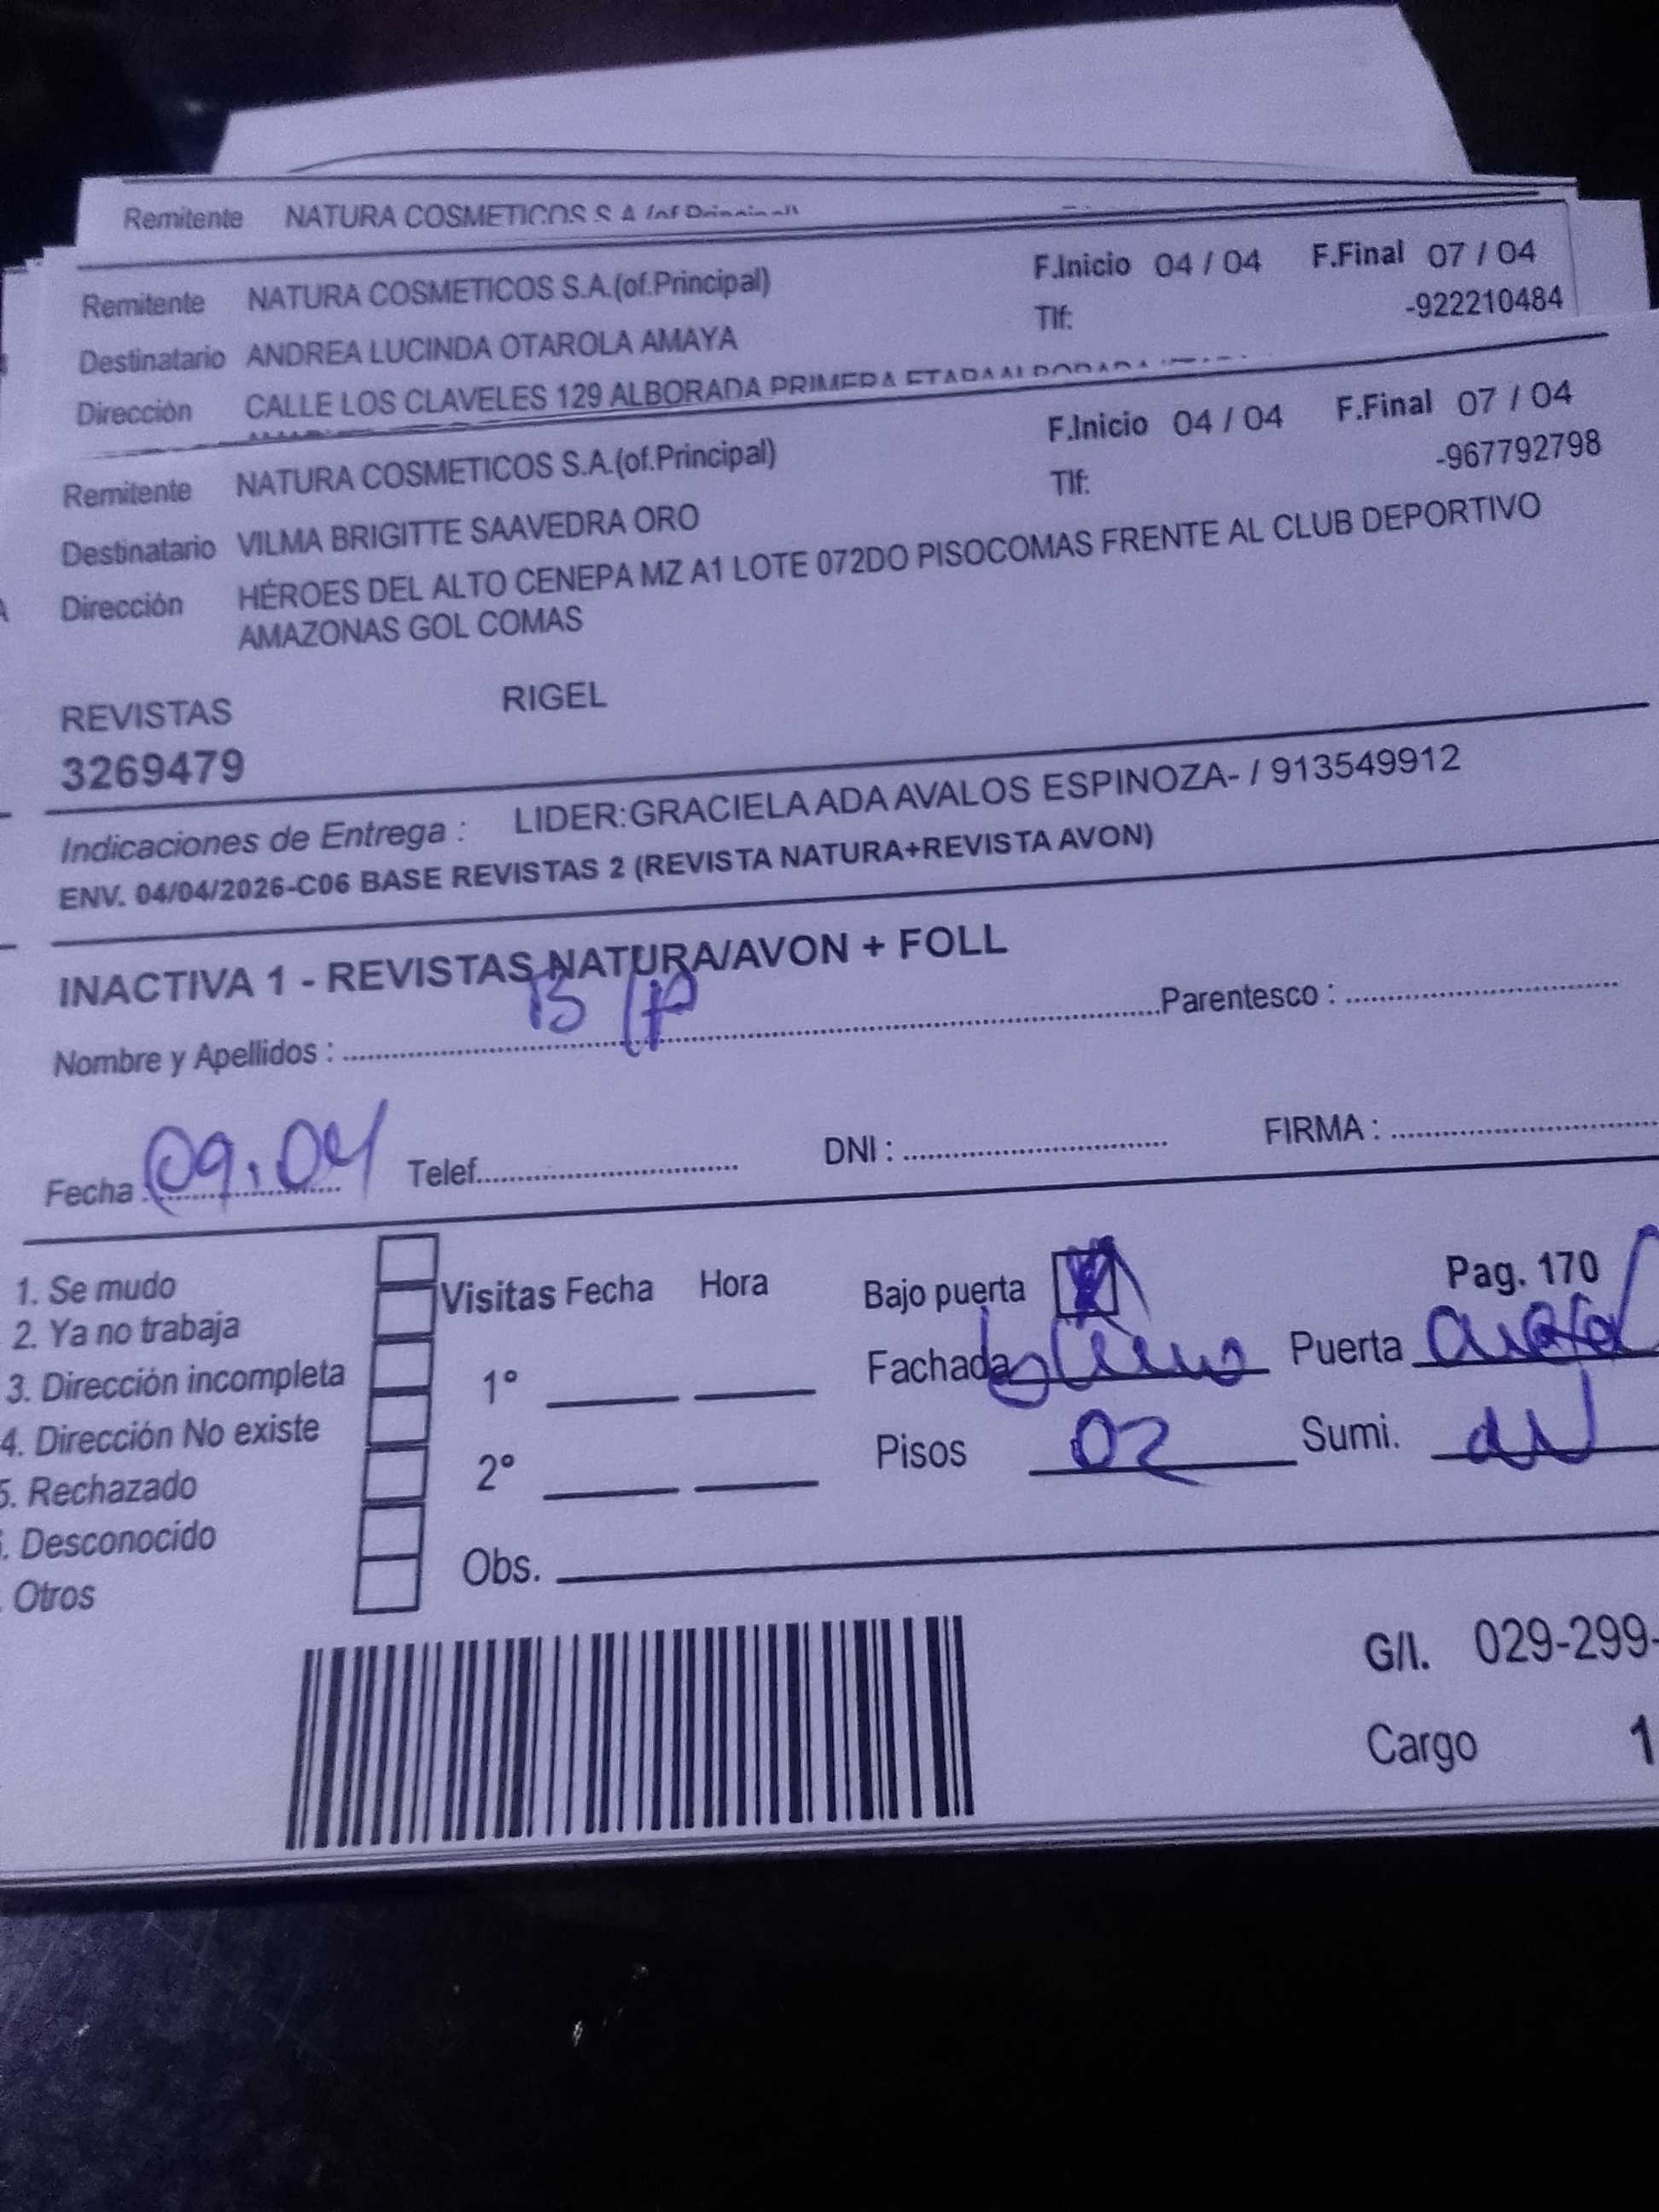 Remitente NATURA COSMETICOS S.A.(of.Principal)
Remitente NATURA COSMETICOS S.A.(of.Principal) F.Inicio 04 / 04 F.Final 07 / 04
Destinatario ANDREA LUCINDA OTAROLA AMAYA Tlf: -922210484
Dirección CALLE LOS CLAVELES 129 ALBORADA PRIMERA ETAPA
Remitente NATURA COSMETICOS S.A.(of.Principal) F.Inicio 04 / 04 F.Final 07 / 04
Destinatario VILMA BRIGITTE SAAVEDRA ORO Tlf: -967792798
Dirección HÉROES DEL ALTO CENEPA MZ A1 LOTE 072DO PISOCOMAS FRENTE AL CLUB DEPORTIVO
AMAZONAS GOL COMAS
REVISTAS RIGEL
3269479
Indicaciones de Entrega : LIDER:GRACIELA ADA AVALOS ESPINOZA- / 913549912
ENV. 04/04/2026-C06 BASE REVISTAS 2 (REVISTA NATURA+REVISTA AVON)
INACTIVA 1 - REVISTAS NATURA/AVON + FOLL
B/P
Nombre y Apellidos : Parentesco :
Fecha 09.04 Telef. DNI : FIRMA :
1. Se mudo
2. Ya no trabaja
3. Dirección incompleta
4. Dirección No existe
5. Rechazado
. Desconocido
. Otros
Visitas Fecha Hora
1°
2°
Obs.
Bajo puerta Pag. 170
Fachada Puerta
Pisos 02 Sumi.
G/I. 029-299-
Cargo 1